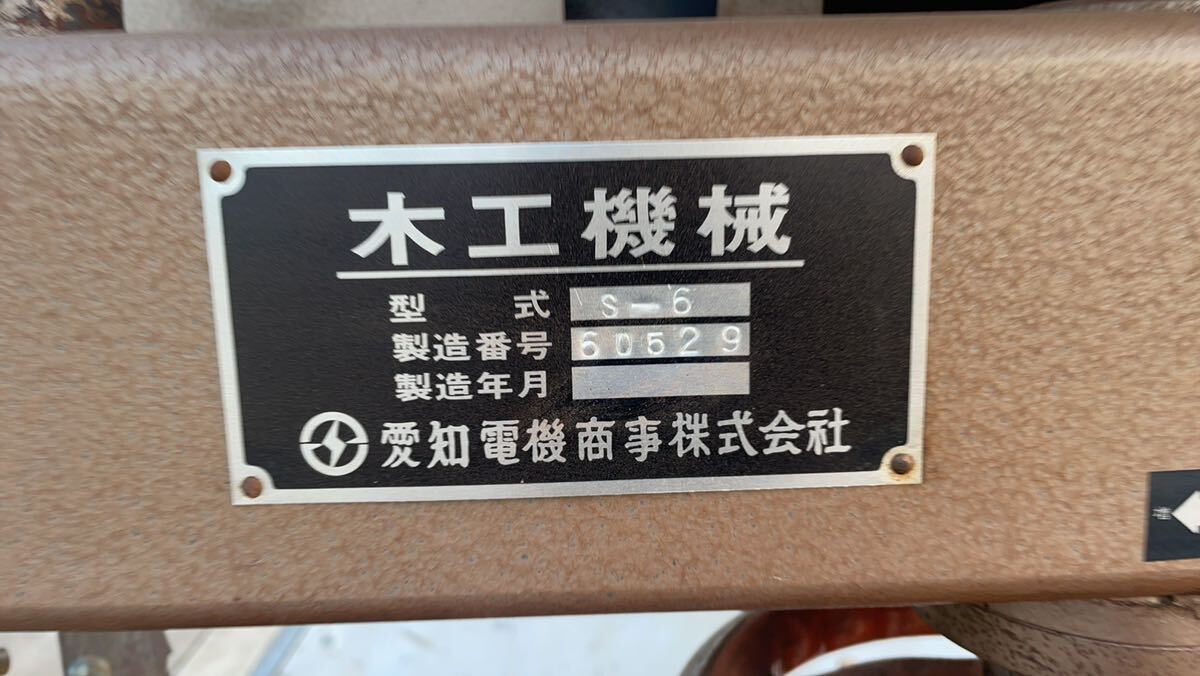 木工機械
型式 S-6
製造番号 60529
製造年月
愛知電機商事株式会社